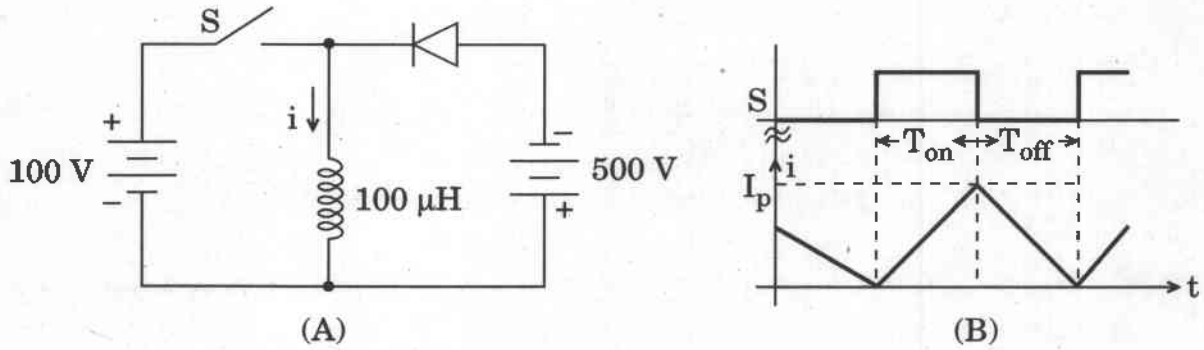 S
+
100 V
−
i
100 μH
−
500 V
+
(A)
S
T_on
T_off
i
I_p
t
(B)